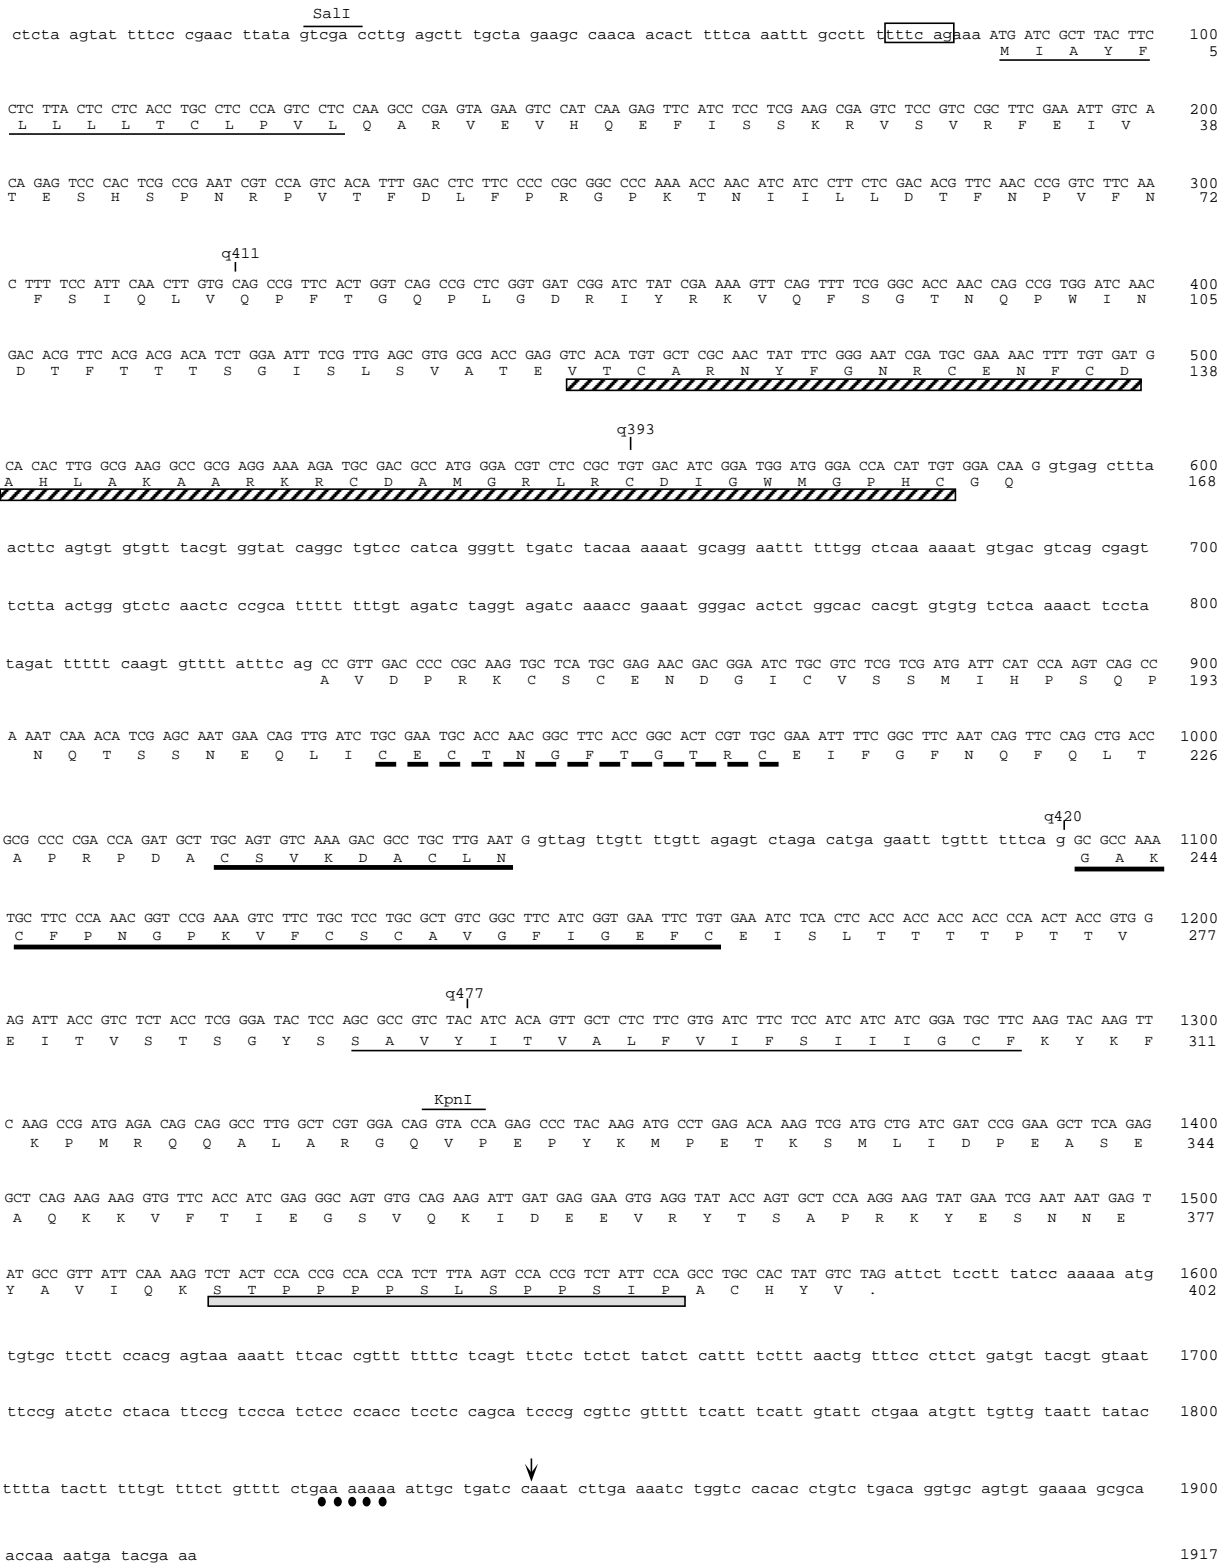 SalI
ctcta agtat tttcc cgaac ttata gtcga ccttg agctt tgcta gaagc caaca acact tttca aattt gcctt ttttc agaaa ATG ATC GCT TAC TTC 100
M I A Y F 5
CTC TTA CTC CTC ACC TGC CTC CCA GTC CTC CAA GCC CGA GTA GAA GTC CAT CAA GAG TTC ATC TCC TCG AAG CGA GTC TCC GTC CGC TTC GAA ATT GTC A 200
L L L L T C L P V L Q A R V E V H Q E F I S S K R V S V R F E I V 38
CA GAG TCC CAC TCG CCG AAT CGT CCA GTC ACA TTT GAC CTC TTC CCC CGC GGC CCC AAA ACC AAC ATC ATC CTT CTC GAC ACG TTC AAC CCG GTC TTC AA 300
T E S H S P N R P V T F D L F P R G P K T N I I L L D T F N P V F N 72
q411
C TTT TCC ATT CAA CTT GTG CAG CCG TTC ACT GGT CAG CCG CTC GGT GAT CGG ATC TAT CGA AAA GTT CAG TTT TCG GGC ACC AAC CAG CCG TGG ATC AAC 400
F S I Q L V Q P F T G Q P L G D R I Y R K V Q F S G T N Q P W I N 105
GAC ACG TTC ACG ACG ACA TCT GGA ATT TCG TTG AGC GTG GCG ACC GAG GTC ACA TGT GCT CGC AAC TAT TTC GGG AAT CGA TGC GAA AAC TTT TGT GAT G 500
D T F T T T S G I S L S V A T E V T C A R N Y F G N R C E N F C D 138
q393
CA CAC TTG GCG AAG GCC GCG AGG AAA AGA TGC GAC GCC ATG GGA CGT CTC CGC TGT GAC ATC GGA TGG ATG GGA CCA CAT TGT GGA CAA G gtgag cttta 600
A H L A K A A R K R C D A M G R L R C D I G W M G P H C G Q 168
acttc agtgt gtgtt tacgt ggtat caggc tgtcc catca gggtt tgatc tacaa aaaat gcagg aattt tttgg ctcaa aaaat gtgac gtcag cgagt 700
tctta actgg gtctc aactc ccgca ttttt tttgt agatc taggt agatc aaacc gaaat gggac actct ggcac cacgt gtgtg tctca aaact tccta 800
tagat ttttt caagt gtttt atttc ag CC GTT GAC CCC CGC AAG TGC TCA TGC GAG AAC GAC GGA ATC TGC GTC TCG TCG ATG ATT CAT CCA AGT CAG CC 900
A V D P R K C S C E N D G I C V S S M I H P S Q P 193
A AAT CAA ACA TCG AGC AAT GAA CAG TTG ATC TGC GAA TGC ACC AAC GGC TTC ACC GGC ACT CGT TGC GAA ATT TTC GGC TTC AAT CAG TTC CAG CTG ACC 1000
N Q T S S N E Q L I C E C T N G F T G T R C E I F G F N Q F Q L T 226
q420
GCG CCC CGA CCA GAT GCT TGC AGT GTC AAA GAC GCC TGC TTG AAT G gttag ttgtt ttgtt agagt ctaga catga gaatt tgttt tttca g GC GCC AAA 1100
A P R P D A C S V K D A C L N G A K 244
TGC TTC CCA AAC GGT CCG AAA GTC TTC TGC TCC TGC GCT GTC GGC TTC ATC GGT GAA TTC TGT GAA ATC TCA CTC ACC ACC ACC ACC CCA ACT ACC GTG G 1200
C F P N G P K V F C S C A V G F I G E F C E I S L T T T T P T T V 277
q477
AG ATT ACC GTC TCT ACC TCG GGA TAC TCC AGC GCC GTC TAC ATC ACA GTT GCT CTC TTC GTG ATC TTC TCC ATC ATC ATC GGA TGC TTC AAG TAC AAG TT 1300
E I T V S T S G Y S S A V Y I T V A L F V I F S I I I G C F K Y K F 311
KpnI
C AAG CCG ATG AGA CAG CAG GCC TTG GCT CGT GGA CAG GTA CCA GAG CCC TAC AAG ATG CCT GAG ACA AAG TCG ATG CTG ATC GAT CCG GAA GCT TCA GAG 1400
K P M R Q Q A L A R G Q V P E P Y K M P E T K S M L I D P E A S E 344
GCT CAG AAG AAG GTG TTC ACC ATC GAG GGC AGT GTG CAG AAG ATT GAT GAG GAA GTG AGG TAT ACC AGT GCT CCA AGG AAG TAT GAA TCG AAT AAT GAG T 1500
A Q K K V F T I E G S V Q K I D E E V R Y T S A P R K Y E S N N E 377
AT GCC GTT ATT CAA AAG TCT ACT CCA CCG CCA CCA TCT TTA AGT CCA CCG TCT ATT CCA GCC TGC CAC TAT GTC TAG attct tcctt tatcc aaaaa atg 1600
Y A V I Q K S T P P P P S L S P P S I P A C H Y V . 402
tgtgc ttctt ccacg agtaa aaatt ttcac cgttt tttтc tcagt ttctc tctct tatct cattt tcttt aactg tttcc cttct gatgt tacgt gtaat 1700
ttccg atctc ctaca ttccg tccca tctcc ccacc tcctc cagca tcccg cgttc gtttt tcatt tcatt gtatt ctgaa atgtt tgttg taatt tatac 1800
tttta tactt tttgt tttct gtttt ctgaa aaaaa attgc tgatc caaat cttga aaatc tggtc cacac ctgtc tgaca ggtgc agtgt gaaaa gcgca 1900
accaa aatga tacga aa 1917